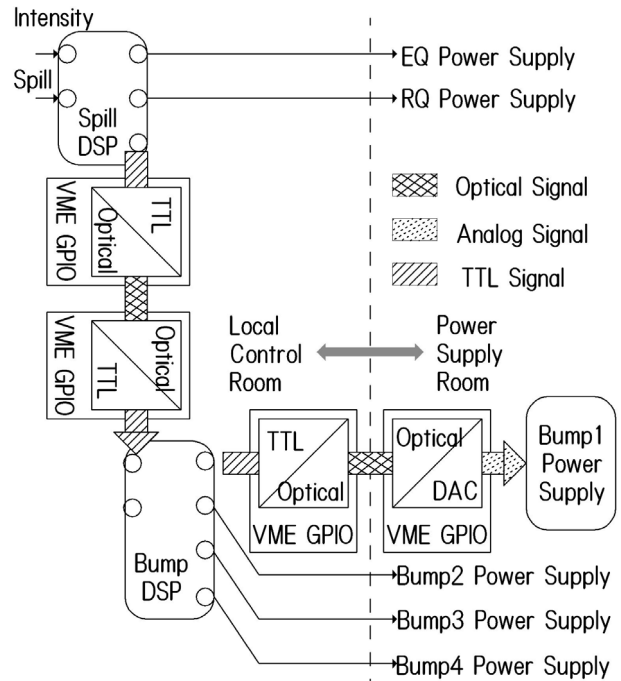 Intensity
Spill
Spill
DSP
EQ Power Supply
RQ Power Supply
VME GPIO
TTL
Optical
Optical Signal
Analog Signal
TTL Signal
VME GPIO
Optical
TTL
Local
Control
Room
Power
Supply
Room
TTL
Optical
VME GPIO
Optical
DAC
VME GPIO
Bump1
Power
Supply
Bump
DSP
Bump2 Power Supply
Bump3 Power Supply
Bump4 Power Supply